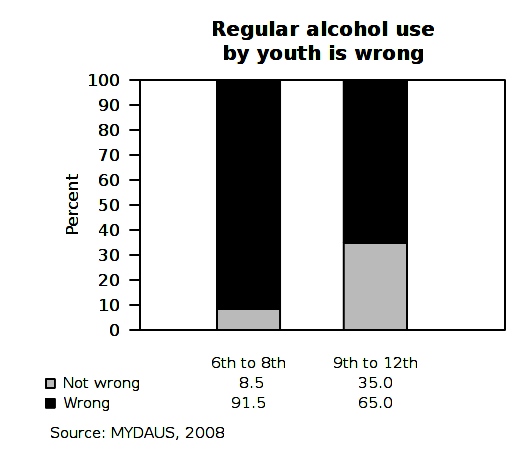 Regular alcohol use
by youth is wrong
100
90
80
70
60
50
40
30
20
10
0
Percent
6th to 8th 9th to 12th
Not wrong 8.5 35.0
Wrong 91.5 65.0
Source: MYDAUS, 2008